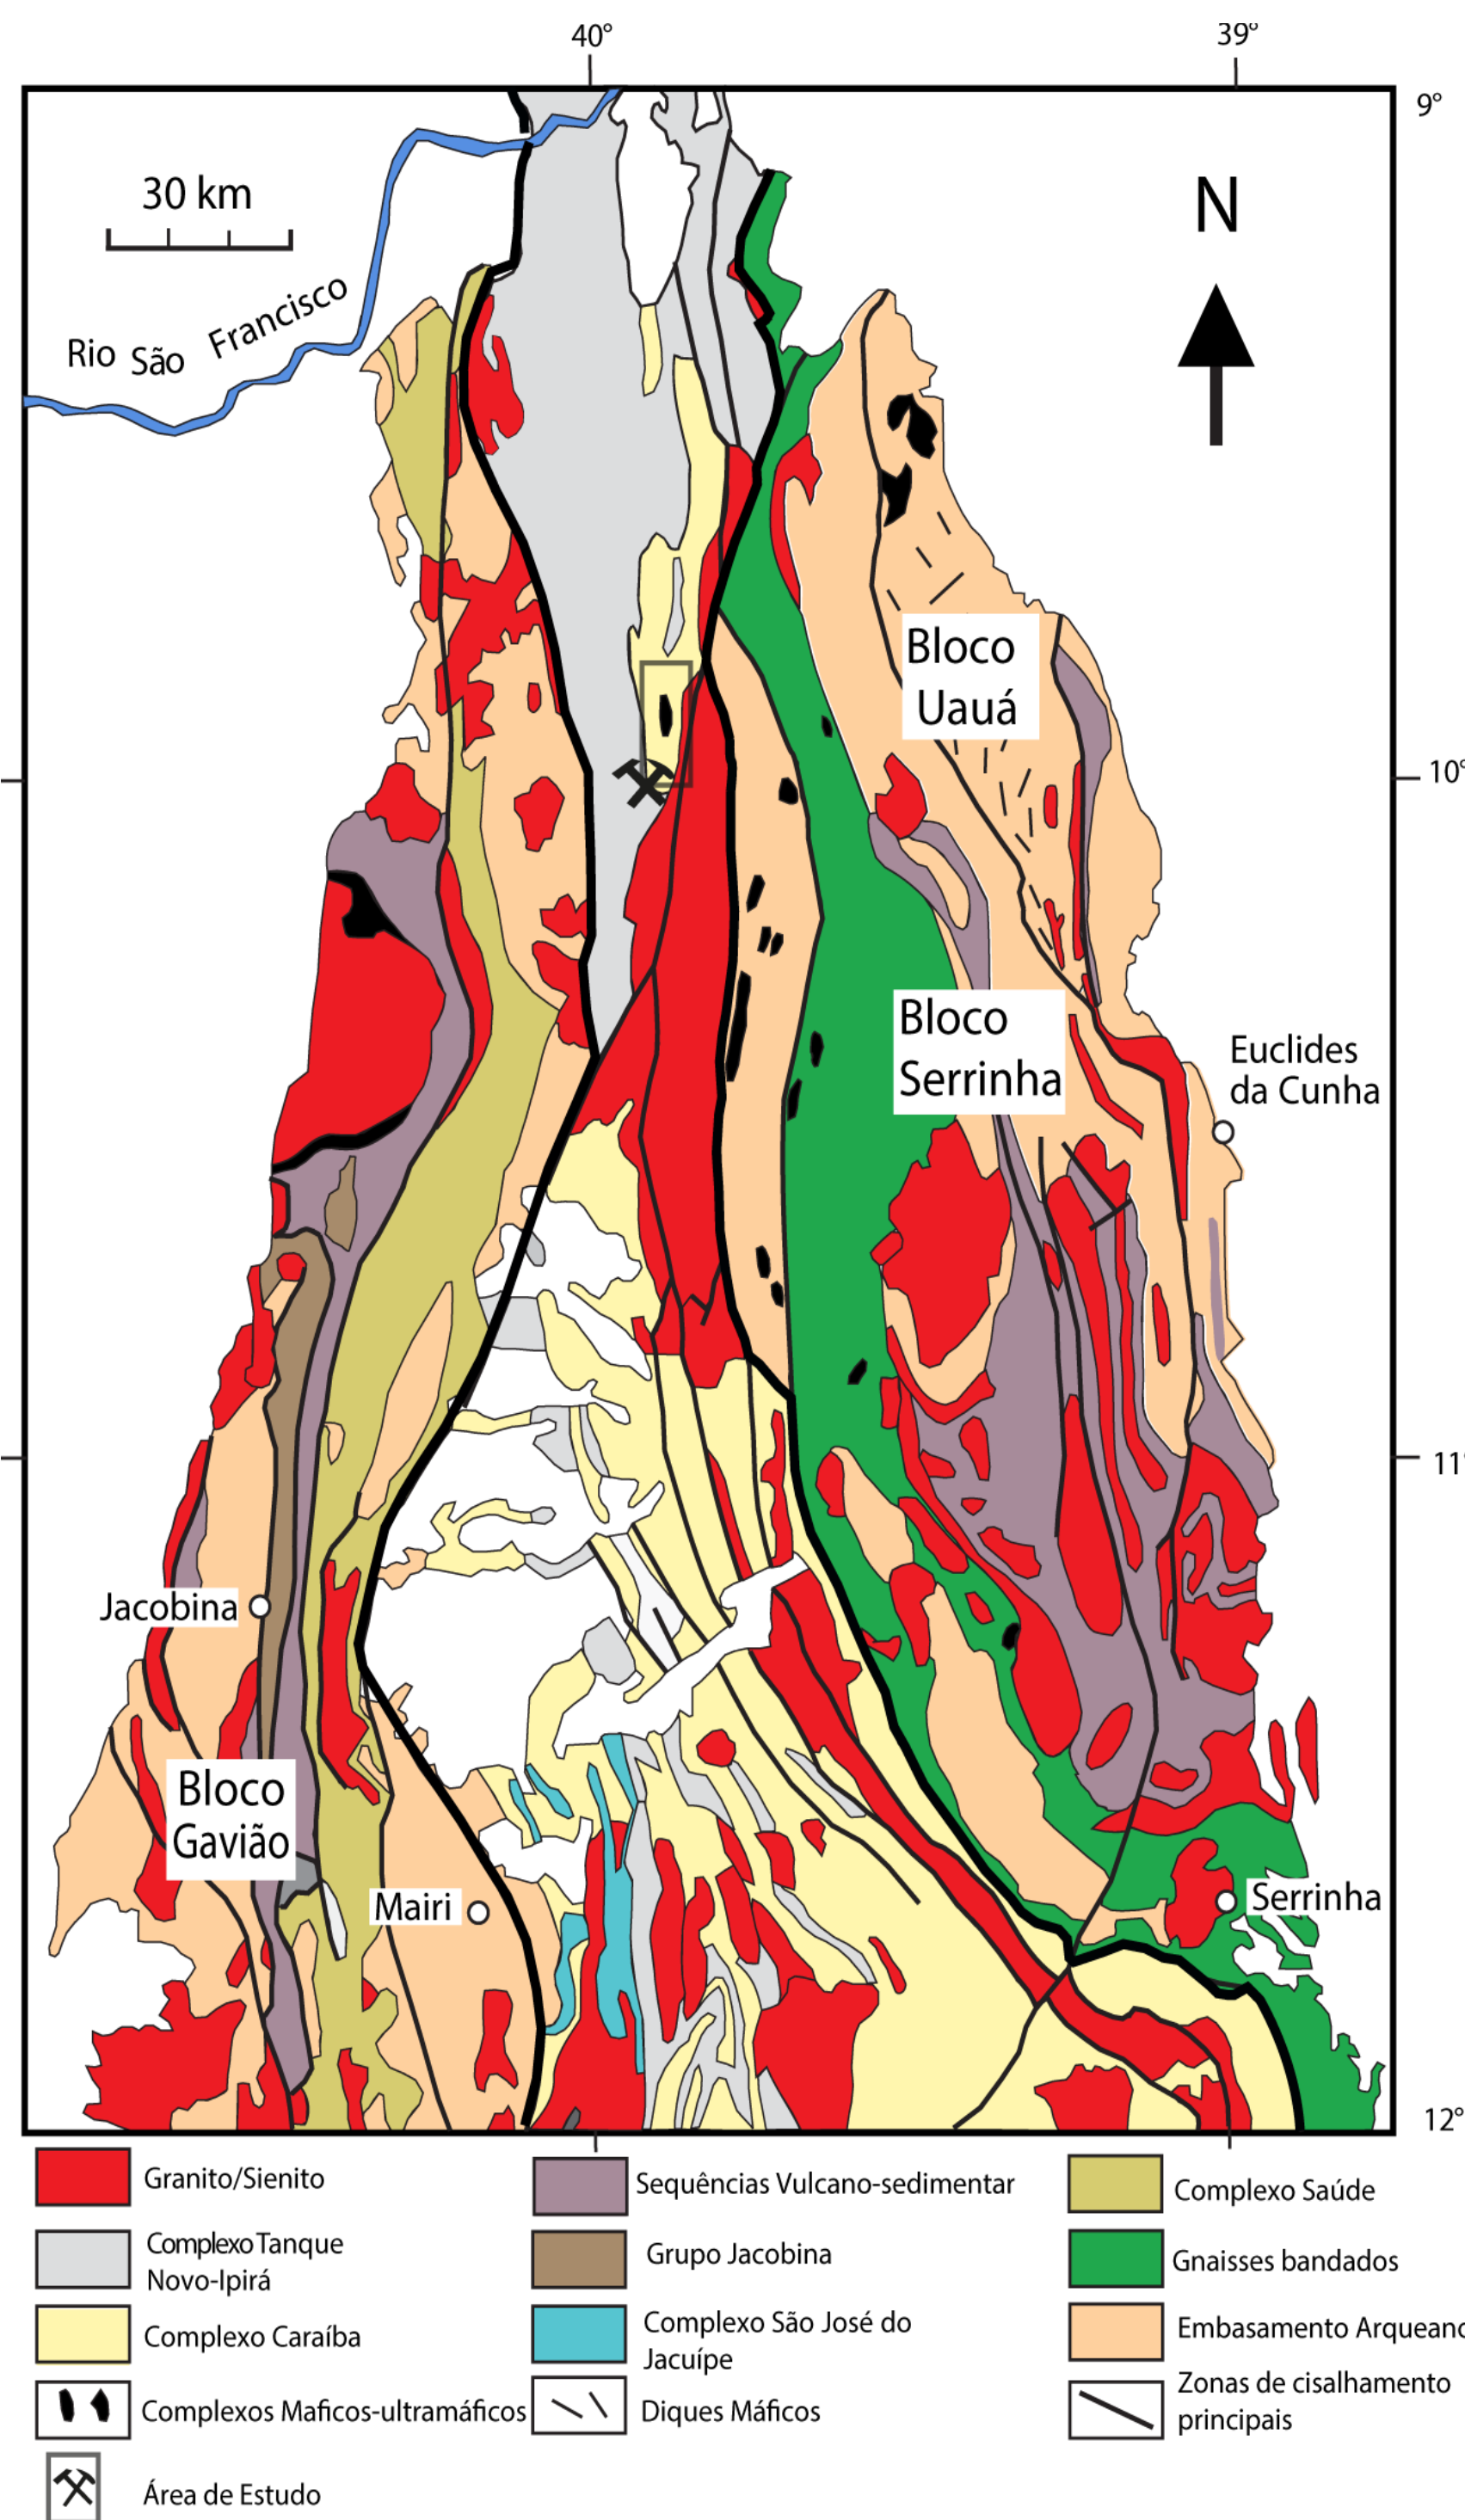 40°
39°
9°
30 km
N
Rio São Francisco
Bloco
Uauá
10°
Bloco
Serrinha
Euclides
da Cunha
11°
Jacobina
Bloco
Gavião
Mairi
Serrinha
12°
Granito/Sienito
Sequências Vulcano-sedimentar
Complexo Saúde
Complexo Tanque
Novo-Ipirá
Grupo Jacobina
Gnaisses bandados
Complexo Caraíba
Complexo São José do
Jacuípe
Embasamento Arqueano
Complexos Maficos-ultramáficos
Diques Máficos
Zonas de cisalhamento
principais
Área de Estudo